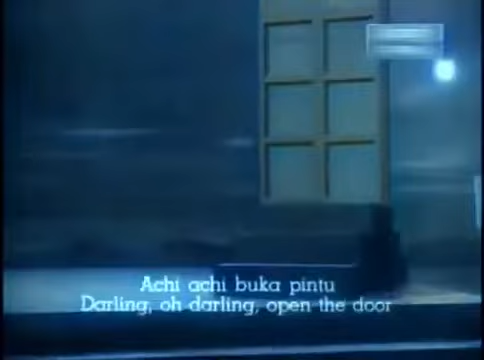 Achi achi buka pintu
Darling, oh darling, open the door